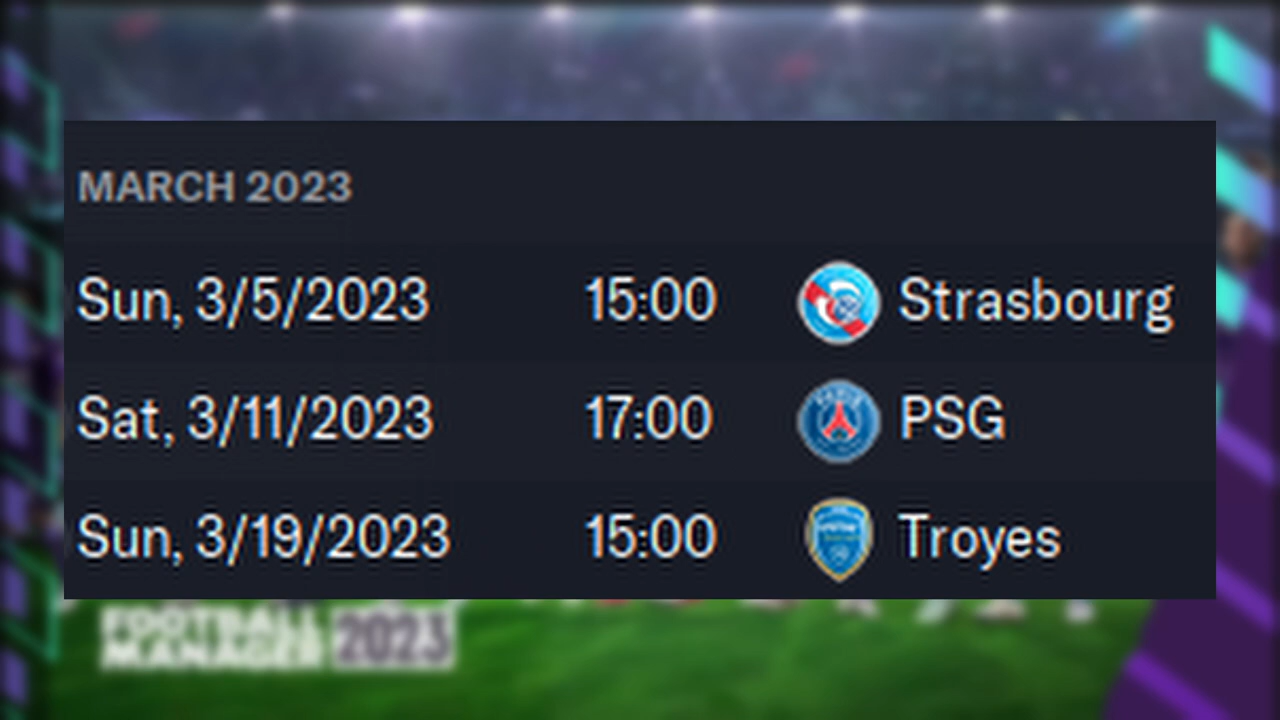 MARCH 2023
Sun, 3/5/2023 15:00 Strasbourg
Sat, 3/11/2023 17:00 PSG
Sun, 3/19/2023 15:00 Troyes
FOOTBALL
MANAGER 2023